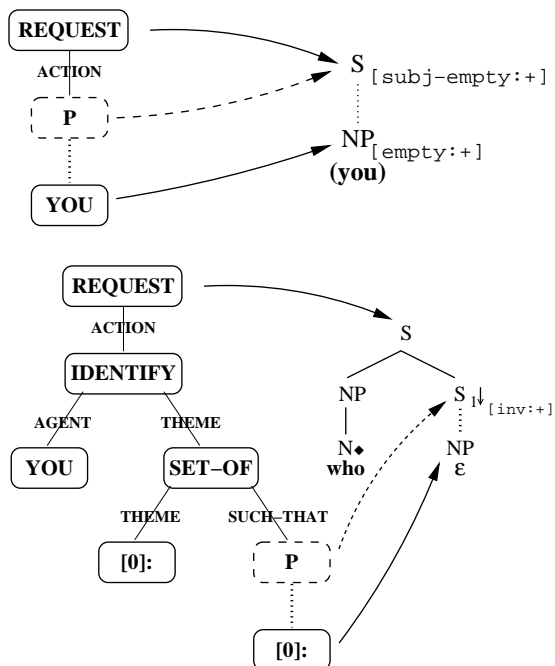 REQUEST
ACTION
P
YOU
S [subj-empty:+]
NP [empty:+]
(you)
REQUEST
ACTION
S
IDENTIFY
NP
S 1↓ [inv:+]
AGENT
THEME
YOU
SET–OF
N◆
NP
who
ε
THEME
SUCH–THAT
[0]:
P
[0]: